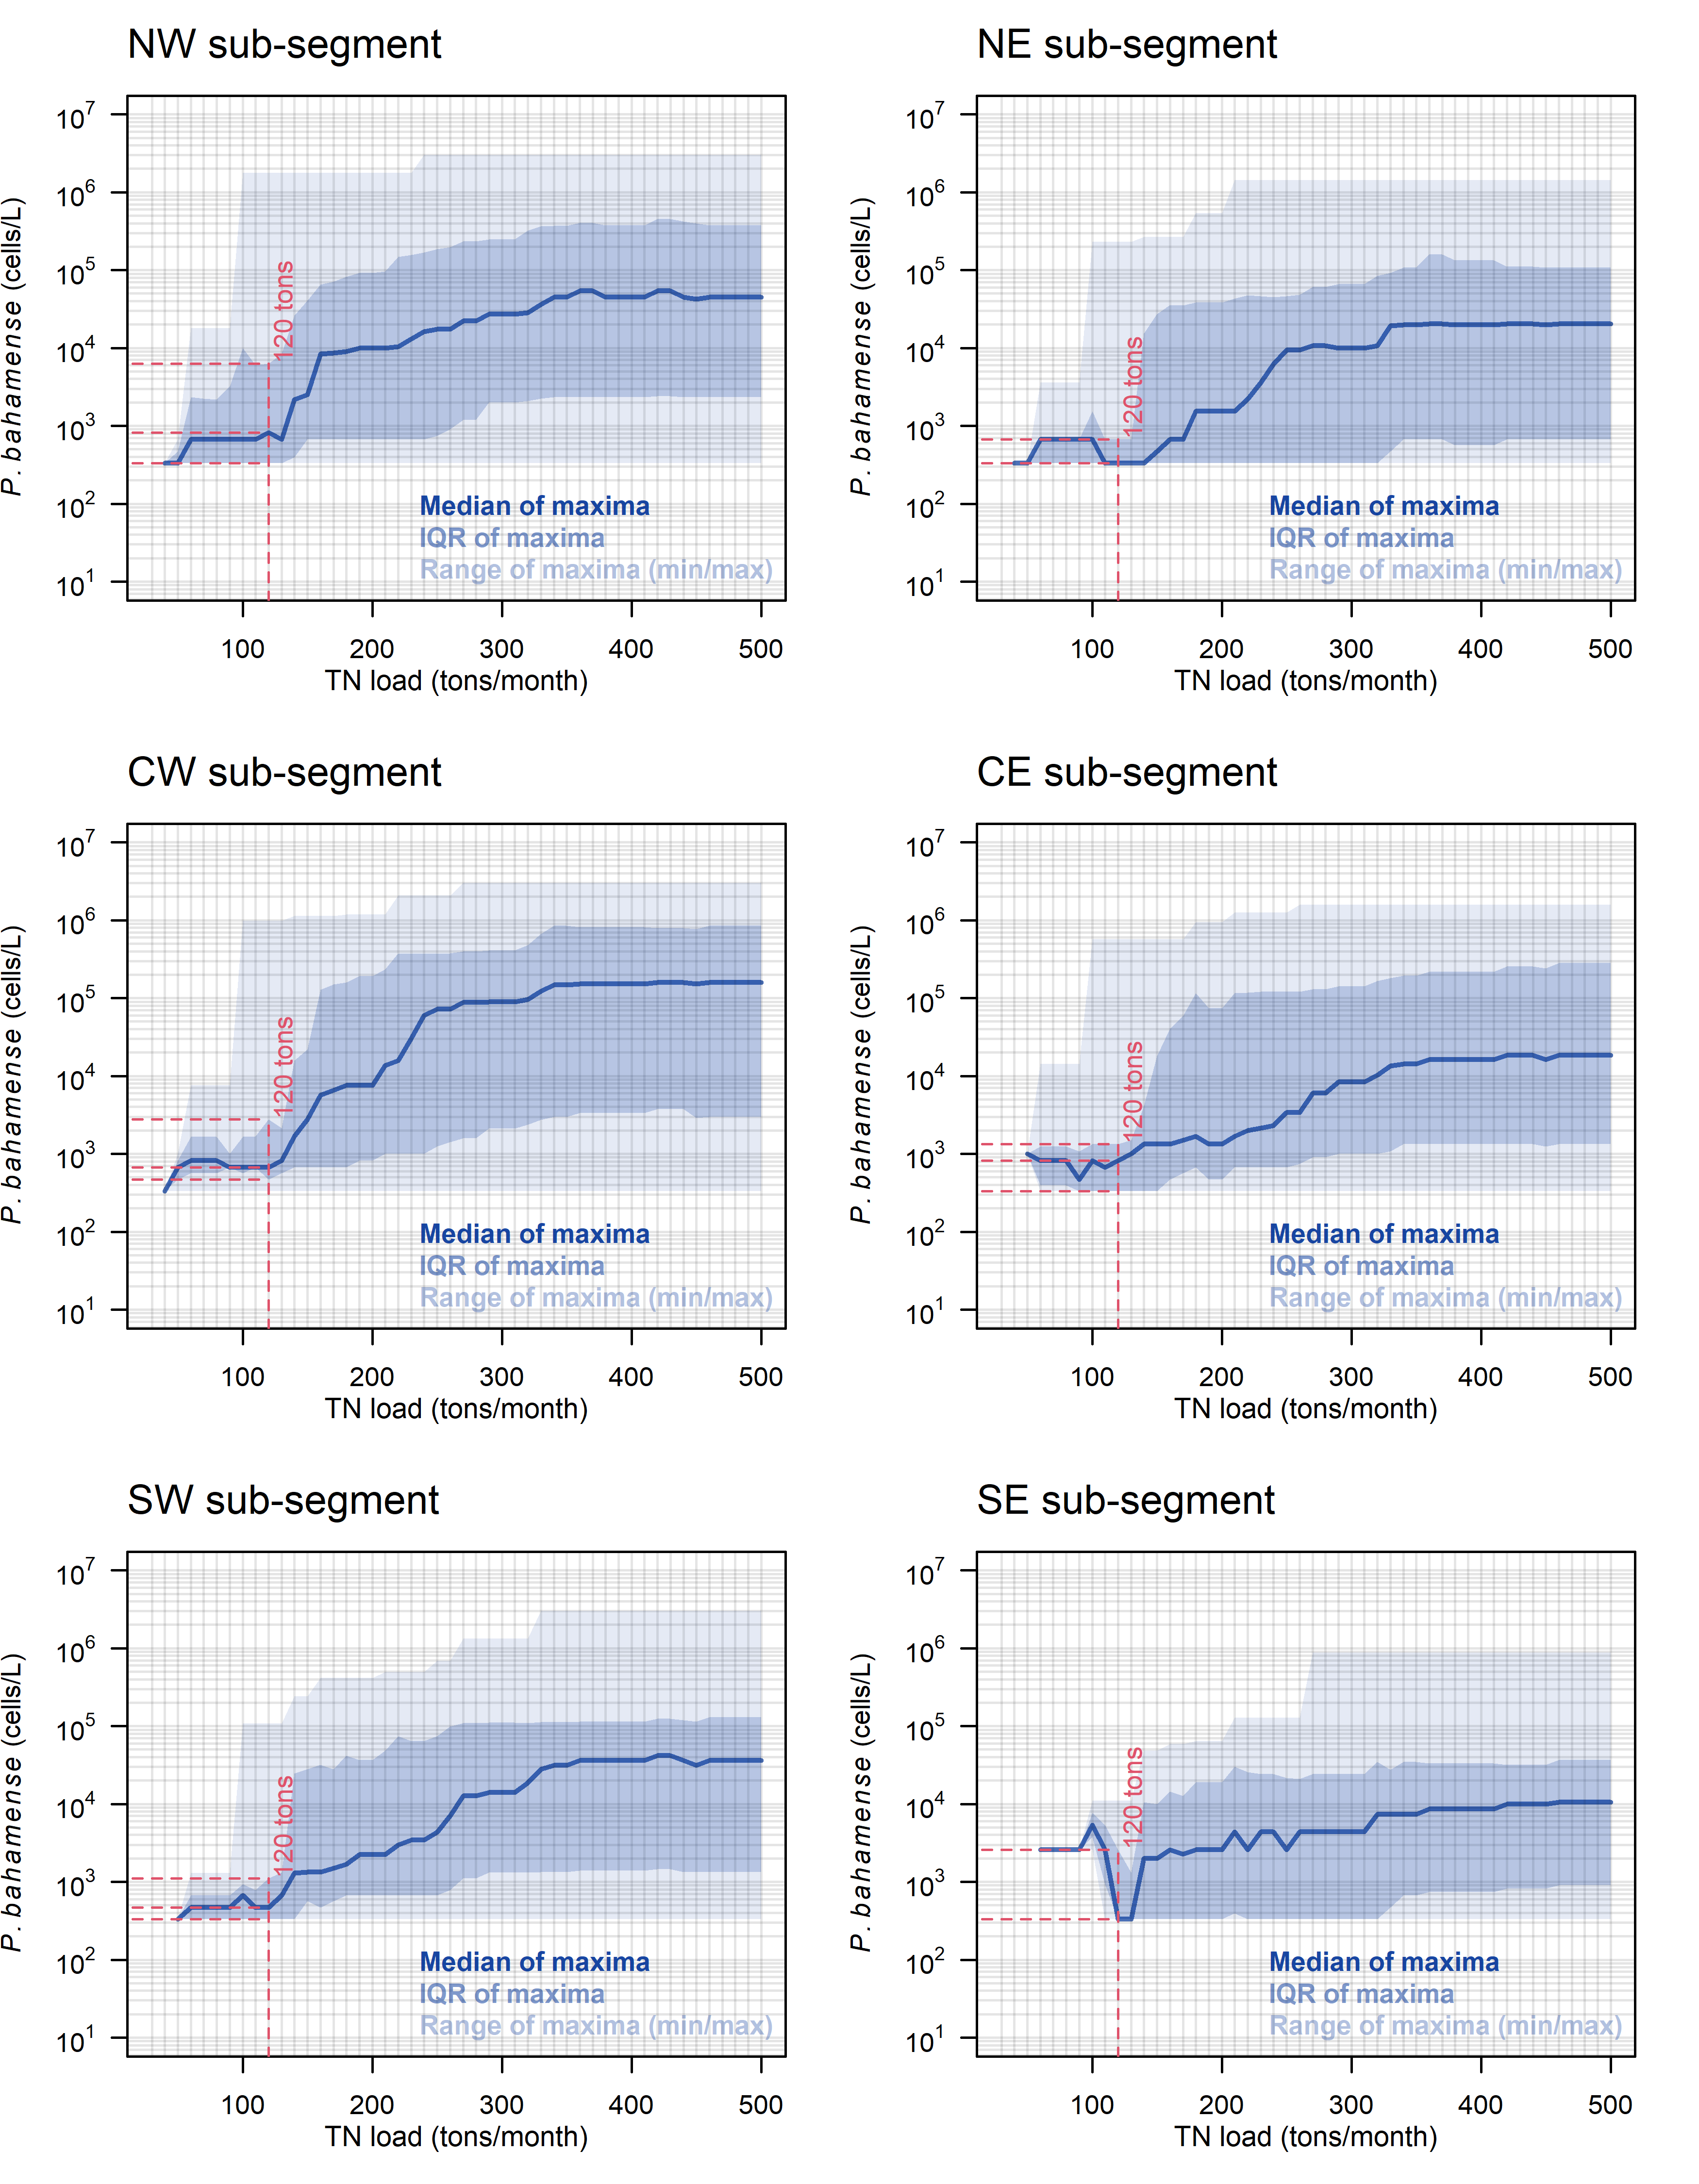 NW sub-segment
P. bahamense (cells/L)
10^7
10^6
10^5
10^4
10^3
10^2
10^1
120 tons
Median of maxima
IQR of maxima
Range of maxima (min/max)
100 200 300 400 500
TN load (tons/month)
NE sub-segment
P. bahamense (cells/L)
10^7
10^6
10^5
10^4
10^3
10^2
10^1
120 tons
Median of maxima
IQR of maxima
Range of maxima (min/max)
100 200 300 400 500
TN load (tons/month)
CW sub-segment
P. bahamense (cells/L)
10^7
10^6
10^5
10^4
10^3
10^2
10^1
120 tons
Median of maxima
IQR of maxima
Range of maxima (min/max)
100 200 300 400 500
TN load (tons/month)
CE sub-segment
P. bahamense (cells/L)
10^7
10^6
10^5
10^4
10^3
10^2
10^1
120 tons
Median of maxima
IQR of maxima
Range of maxima (min/max)
100 200 300 400 500
TN load (tons/month)
SW sub-segment
P. bahamense (cells/L)
10^7
10^6
10^5
10^4
10^3
10^2
10^1
120 tons
Median of maxima
IQR of maxima
Range of maxima (min/max)
100 200 300 400 500
TN load (tons/month)
SE sub-segment
P. bahamense (cells/L)
10^7
10^6
10^5
10^4
10^3
10^2
10^1
120 tons
Median of maxima
IQR of maxima
Range of maxima (min/max)
100 200 300 400 500
TN load (tons/month)